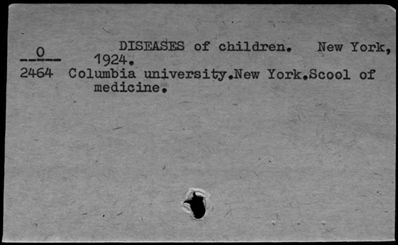 DISEASES of children. New York,
0 1924.
2464 Columbia university.New York.Scool of
medicine.